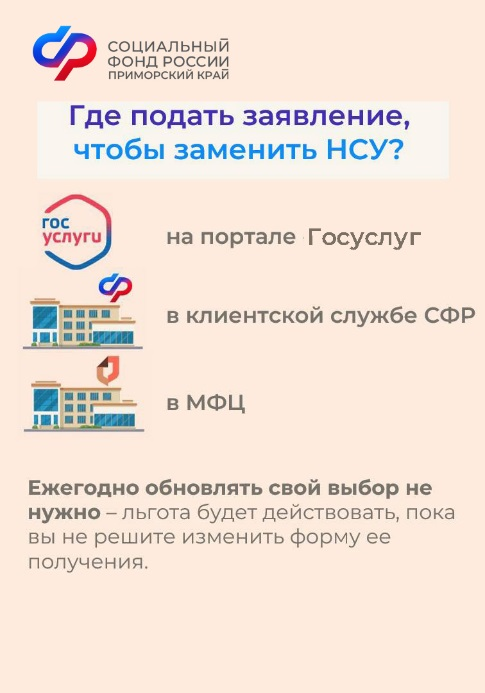 СОЦИАЛЬНЫЙ
ФОНД РОССИИ
ПРИМОРСКИЙ КРАЙ
Где подать заявление,
чтобы заменить НСУ?
гос
услуги
на портале Госуслуг
в клиентской службе СФР
в МФЦ
Ежегодно обновлять свой выбор не
нужно – льгота будет действовать, пока
вы не решите изменить форму ее
получения.